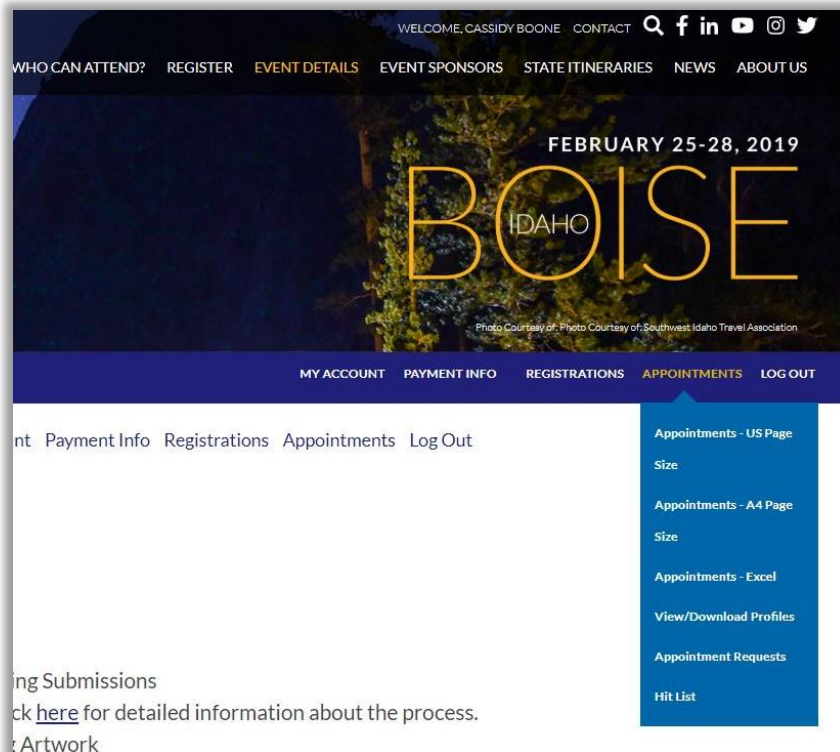 WELCOME, CASSIDY BOONE CONTACT
WHO CAN ATTEND? REGISTER EVENT DETAILS EVENT SPONSORS STATE ITINERARIES NEWS ABOUT US
FEBRUARY 25-28, 2019
BOISE
IDAHO
Photo Courtesy of: Photo Courtesy of: Southwest Idaho Travel Association
MY ACCOUNT PAYMENT INFO REGISTRATIONS APPOINTMENTS LOG OUT
nt Payment Info Registrations Appointments Log Out
Appointments - US Page
Size
Appointments - A4 Page
Size
Appointments - Excel
View/Download Profiles
Appointment Requests
Hit List
ing Submissions
ck here for detailed information about the process.
Artwork